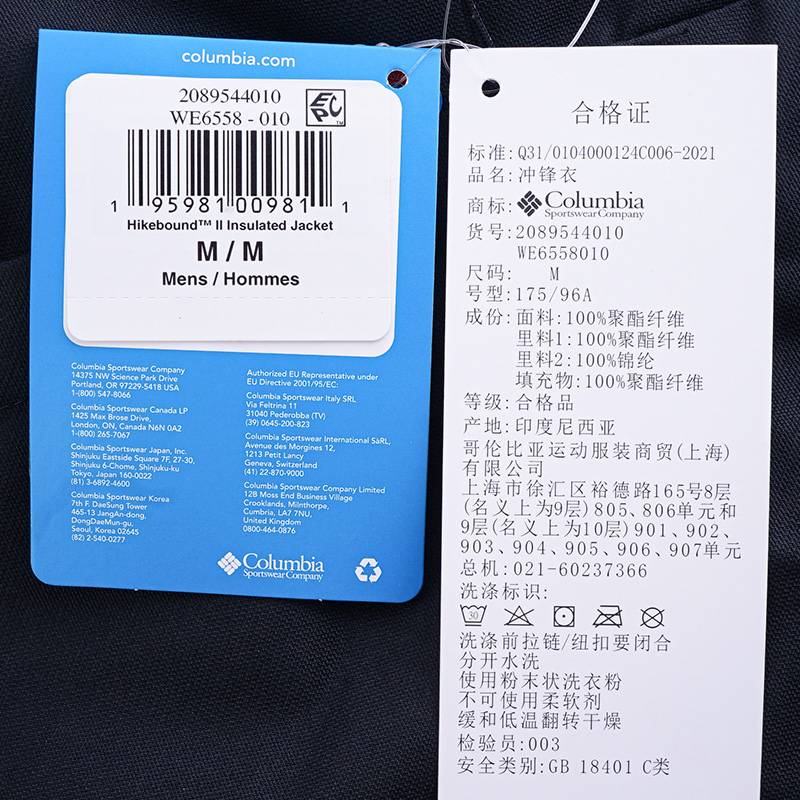 columbia.com
2089544010
WE6558 - 010
EPC
1 95981 00981 1
Hikebound™ II Insulated Jacket
M / M
Mens / Hommes
Columbia Sportswear Company
14375 NW Science Park Drive
Portland, OR 97229-5418 USA
1-(800) 547-8066
Columbia Sportswear Canada LP
1425 Max Brose Drive,
London, ON, Canada N6N 0A2
1-(800) 265-7067
Columbia Sportswear Japan, Inc.
Shinjuku Eastside Square 7F, 27-30,
Shinjuku 6-Chome, Shinjuku-ku
Tokyo, Japan 160-0022
(81) 3-6892-4600
Columbia Sportswear Korea
7th F. DaeSung Tower
465-13 JangAn-dong,
DongDaeMun-gu,
Seoul, Korea 02645
(82) 2-540-0277
Authorized EU Representative under
EU Directive 2001/95/EC:
Columbia Sportswear Italy SRL
Via Feltrina 11
31040 Pederobba (TV)
(39) 0645-200-823
Columbia Sportswear International SàRL,
Avenue des Morgines 12,
1213 Petit Lancy
Geneva, Switzerland
(41) 22-870-9000
Columbia Sportswear Company Limited
12B Moss End Business Village
Crooklands, Milnthorpe,
Cumbria, LA7 7NU,
United Kingdom
0800-464-0876
Columbia
Sportswear Company
合格证
标准:Q31/0104000124C006-2021
品名:冲锋衣
商标:Columbia
Sportswear Company
货号:2089544010
WE6558010
尺码: M
号型:175/96A
成份:面料:100%聚酯纤维
里料1:100%聚酯纤维
里料2:100%锦纶
填充物:100%聚酯纤维
等级:合格品
产地:印度尼西亚
哥伦比亚运动服装商贸(上海)
有限公司
上海市徐汇区裕德路165号8层
(名义上为9层)805、806单元和
9层(名义上为10层)901、902、
903、904、905、906、907单元
总机:021-60237366
洗涤标识:
30
洗涤前拉链/纽扣要闭合
分开水洗
使用粉末状洗衣粉
不可使用柔软剂
缓和低温翻转干燥
检验员:003
安全类别:GB 18401 C类